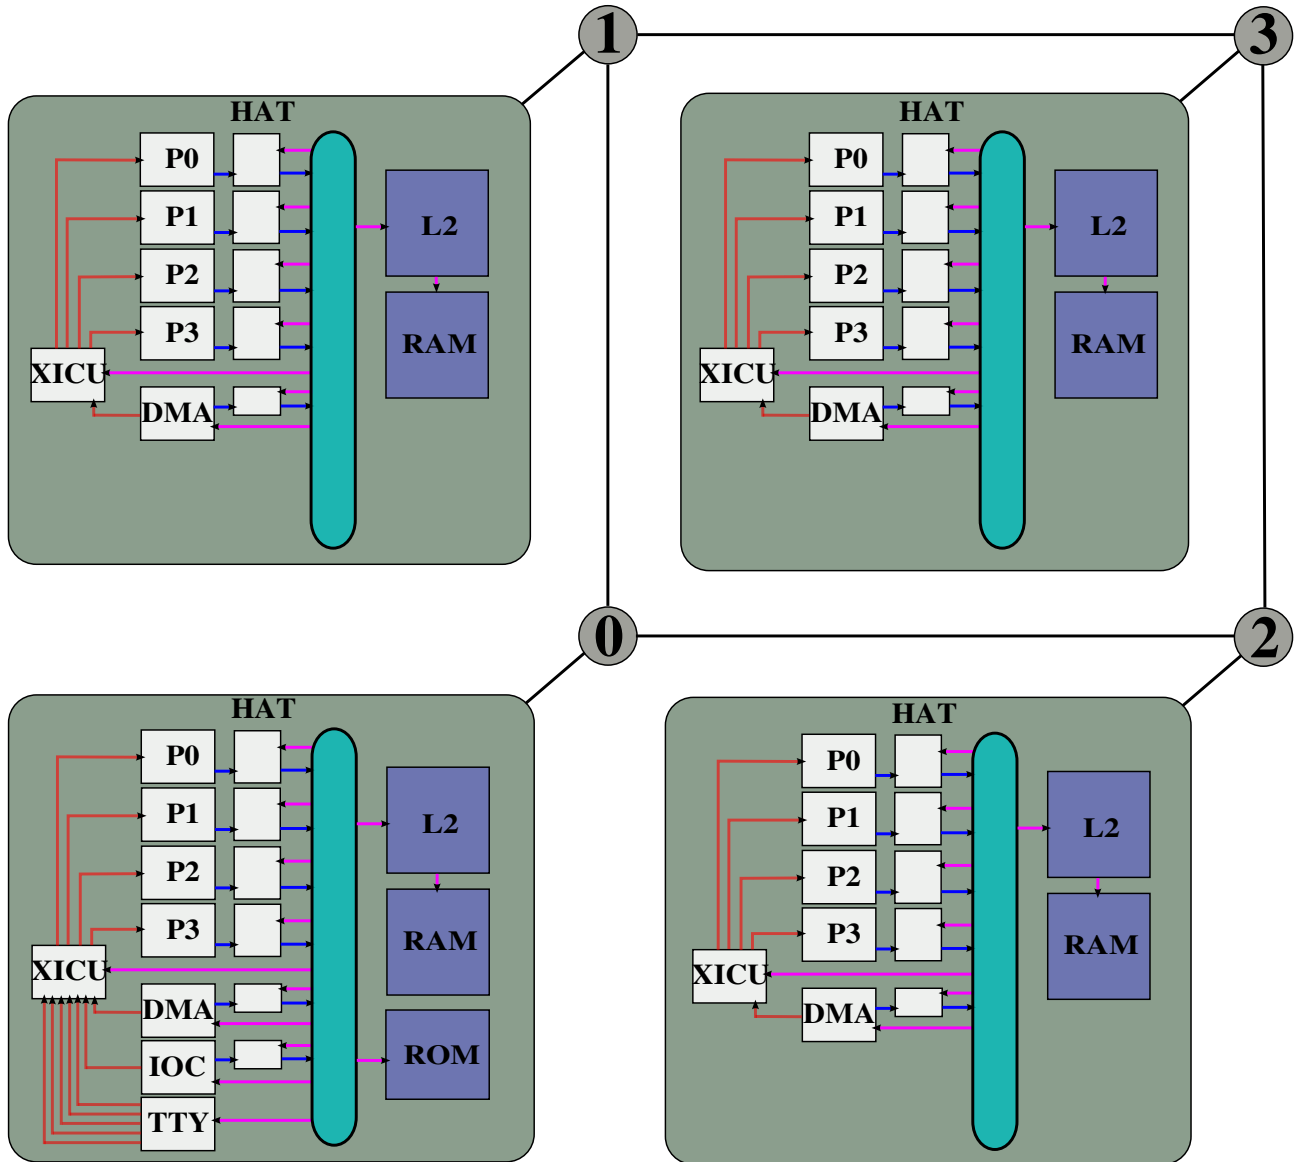 1
3
HAT
P0
P1
P2
P3
XICU
DMA
L2
RAM
HAT
P0
P1
P2
P3
XICU
DMA
L2
RAM
0
2
HAT
P0
P1
P2
P3
XICU
DMA
IOC
TTY
L2
RAM
ROM
HAT
P0
P1
P2
P3
XICU
DMA
L2
RAM